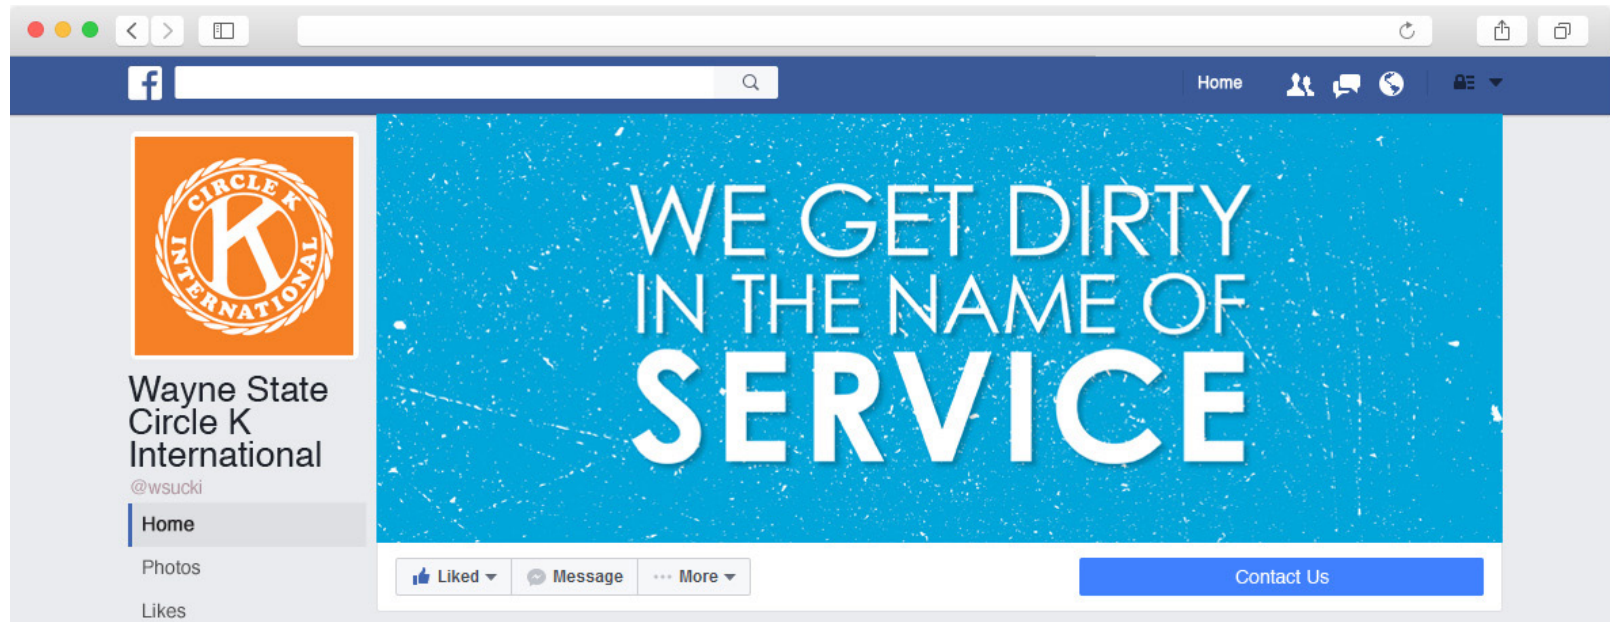 Home
CIRCLE K
K
INTERNATIONAL
WE GET DIRTY
IN THE NAME OF
SERVICE
Wayne State
Circle K
International
@wsucki
Home
Photos
Likes
Liked
Message
More
Contact Us